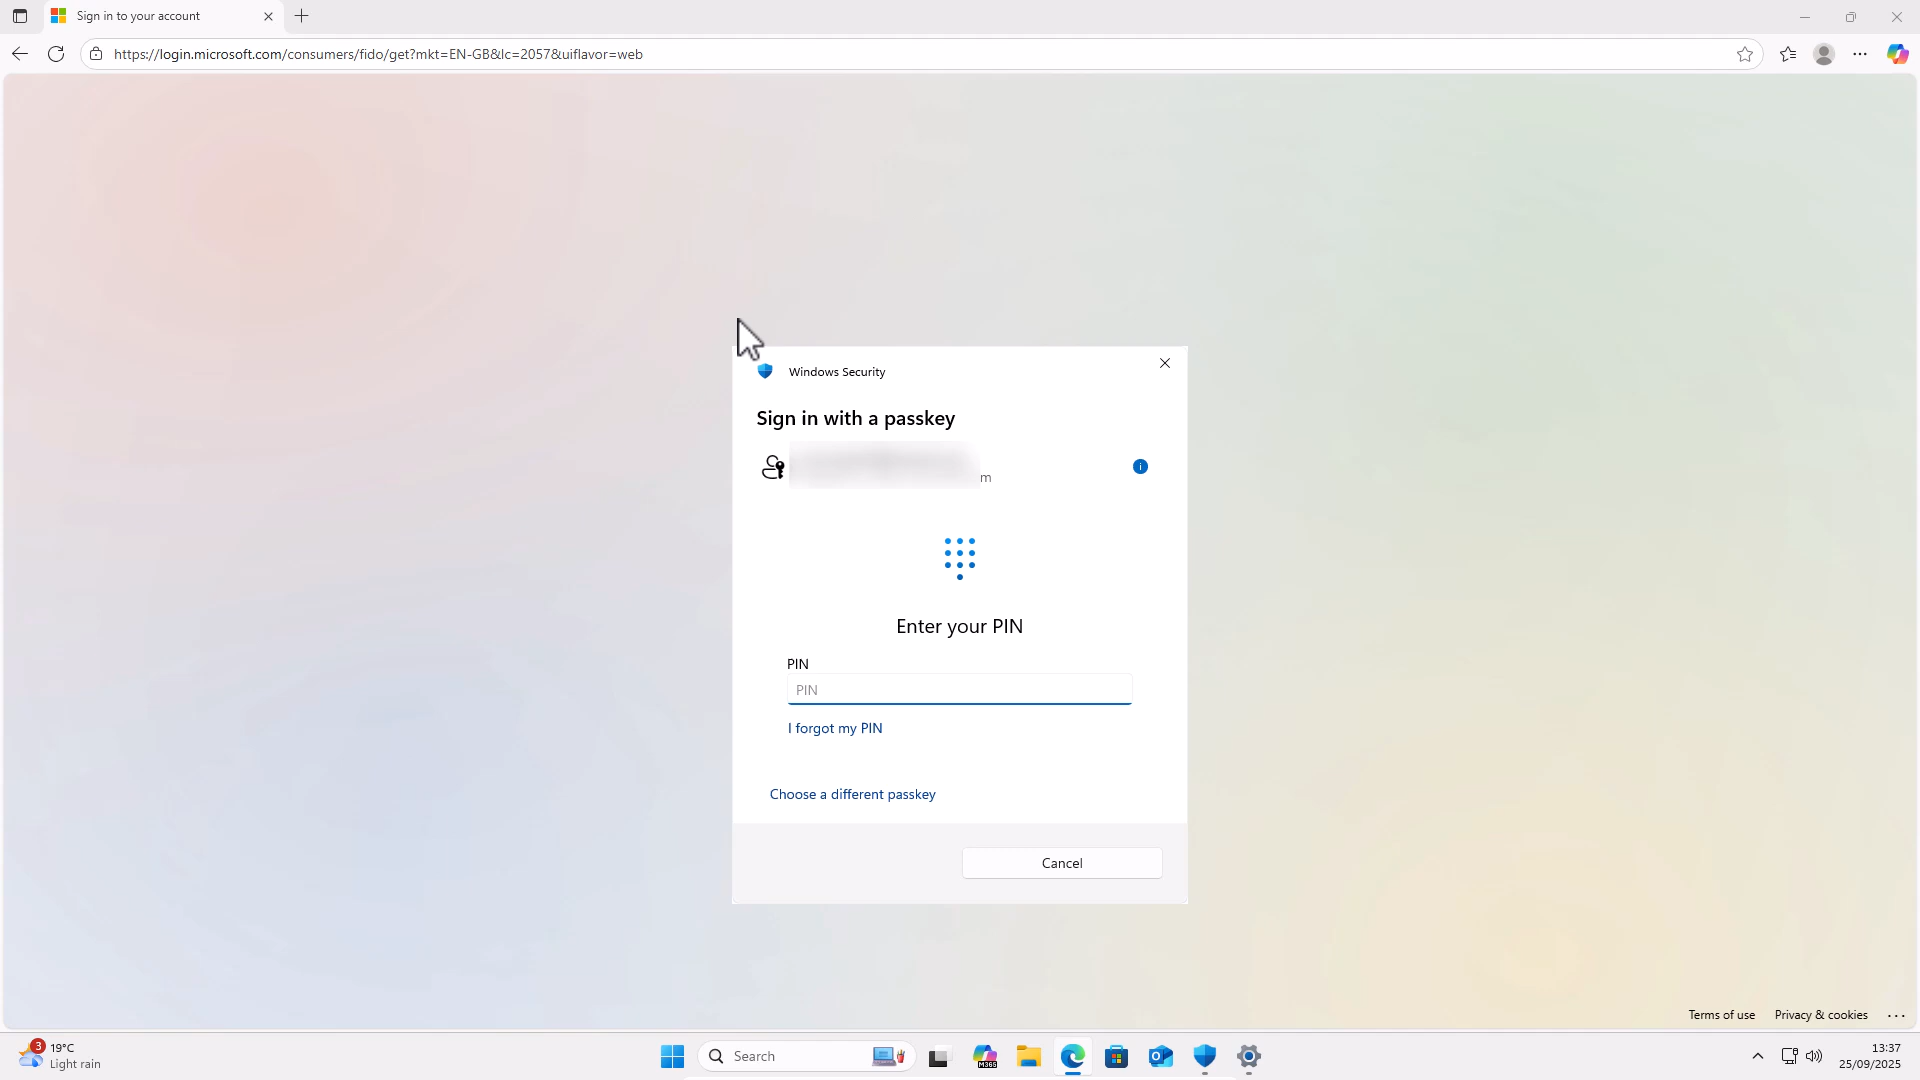 Sign in to your account
https://login.microsoft.com/consumers/fido/get?mkt=EN-GB&lc=2057&uiflavor=web
Windows Security
Sign in with a passkey
m
Enter your PIN
PIN
PIN
I forgot my PIN
Choose a different passkey
Cancel
Terms of use
Privacy & cookies
3
19°C
Light rain
Search
M365
13:37
25/09/2025